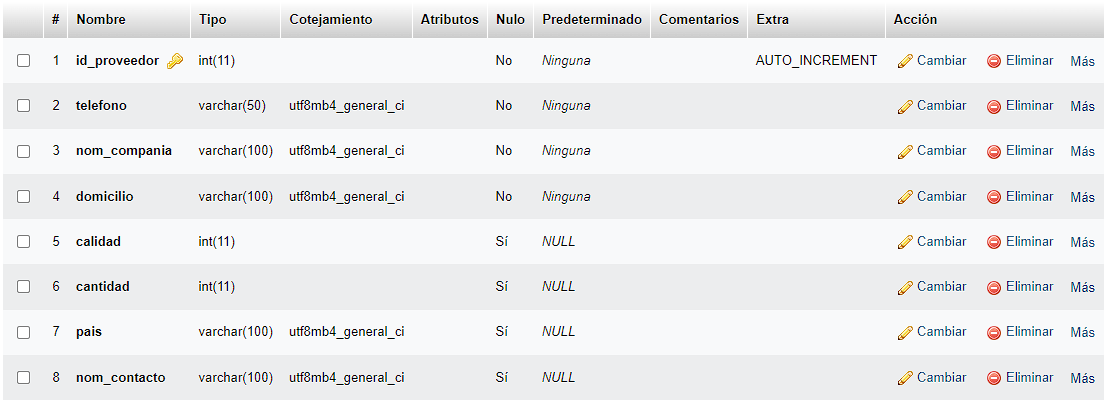 # Nombre Tipo Cotejamiento Atributos Nulo Predeterminado Comentarios Extra Acción
1 id_proveedor int(11) No Ninguna AUTO_INCREMENT Cambiar Eliminar Más
2 telefono varchar(50) utf8mb4_general_ci No Ninguna Cambiar Eliminar Más
3 nom_compania varchar(100) utf8mb4_general_ci No Ninguna Cambiar Eliminar Más
4 domicilio varchar(100) utf8mb4_general_ci No Ninguna Cambiar Eliminar Más
5 calidad int(11) Sí NULL Cambiar Eliminar Más
6 cantidad int(11) Sí NULL Cambiar Eliminar Más
7 pais varchar(100) utf8mb4_general_ci Sí NULL Cambiar Eliminar Más
8 nom_contacto varchar(100) utf8mb4_general_ci Sí NULL Cambiar Eliminar Más